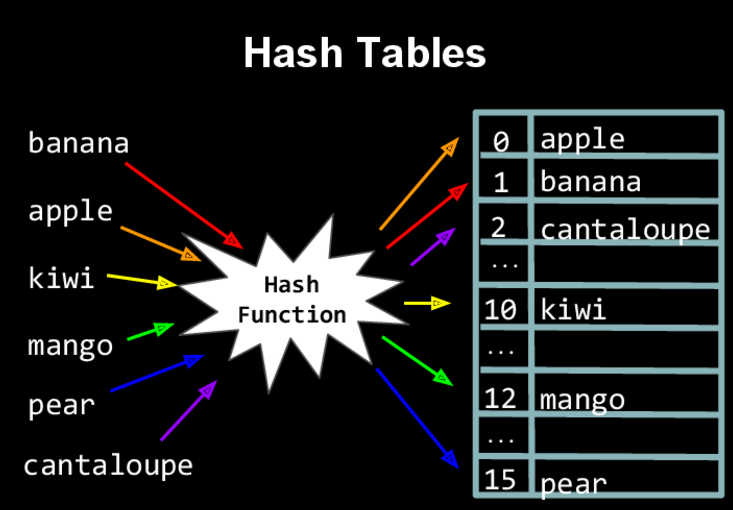 Hash Tables
banana
apple
kiwi
mango
pear
cantaloupe
Hash
Function
0 apple
1 banana
2 cantaloupe
...
10 kiwi
...
12 mango
...
15 pear